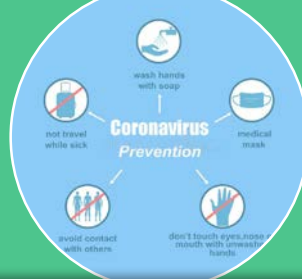 wash hands
with soap
not travel
while sick
Coronavirus
Prevention
medical
mask
avoid contact
with others
don't touch eyes,nose
mouth with unwashed
hands